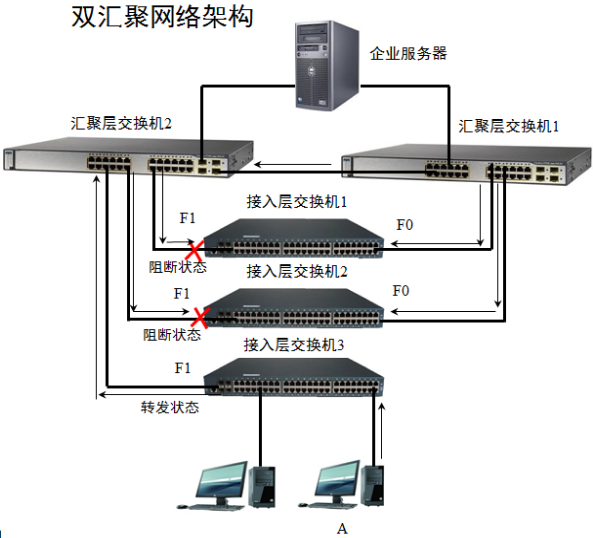 双汇聚网络架构
企业服务器
汇聚层交换机2
汇聚层交换机1
接入层交换机1
F1
F0
阻断状态
接入层交换机2
F1
F0
阻断状态
接入层交换机3
F1
转发状态
A